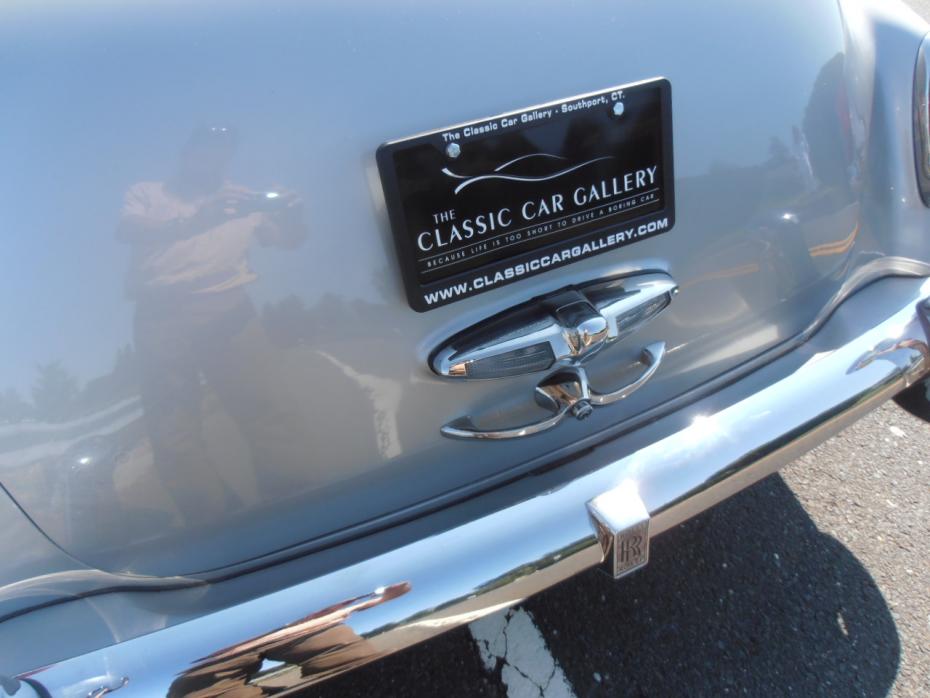 The Classic Car Gallery - Southport, CT.
THE
CLASSIC CAR GALLERY
BECAUSE LIFE IS TOO SHORT TO DRIVE A BORING CAR
WWW.CLASSICCARGALLERY.COM
RR